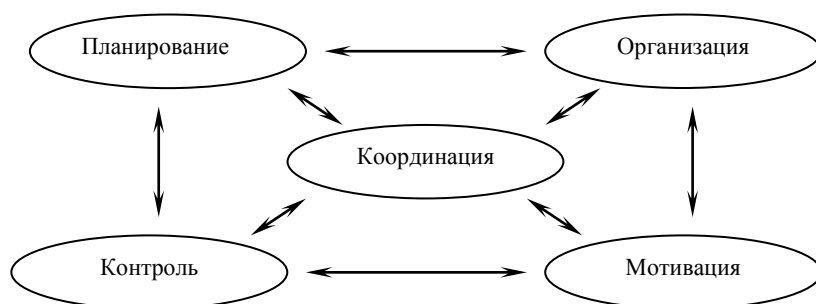 Планирование
Организация
Координация
Контроль
Мотивация